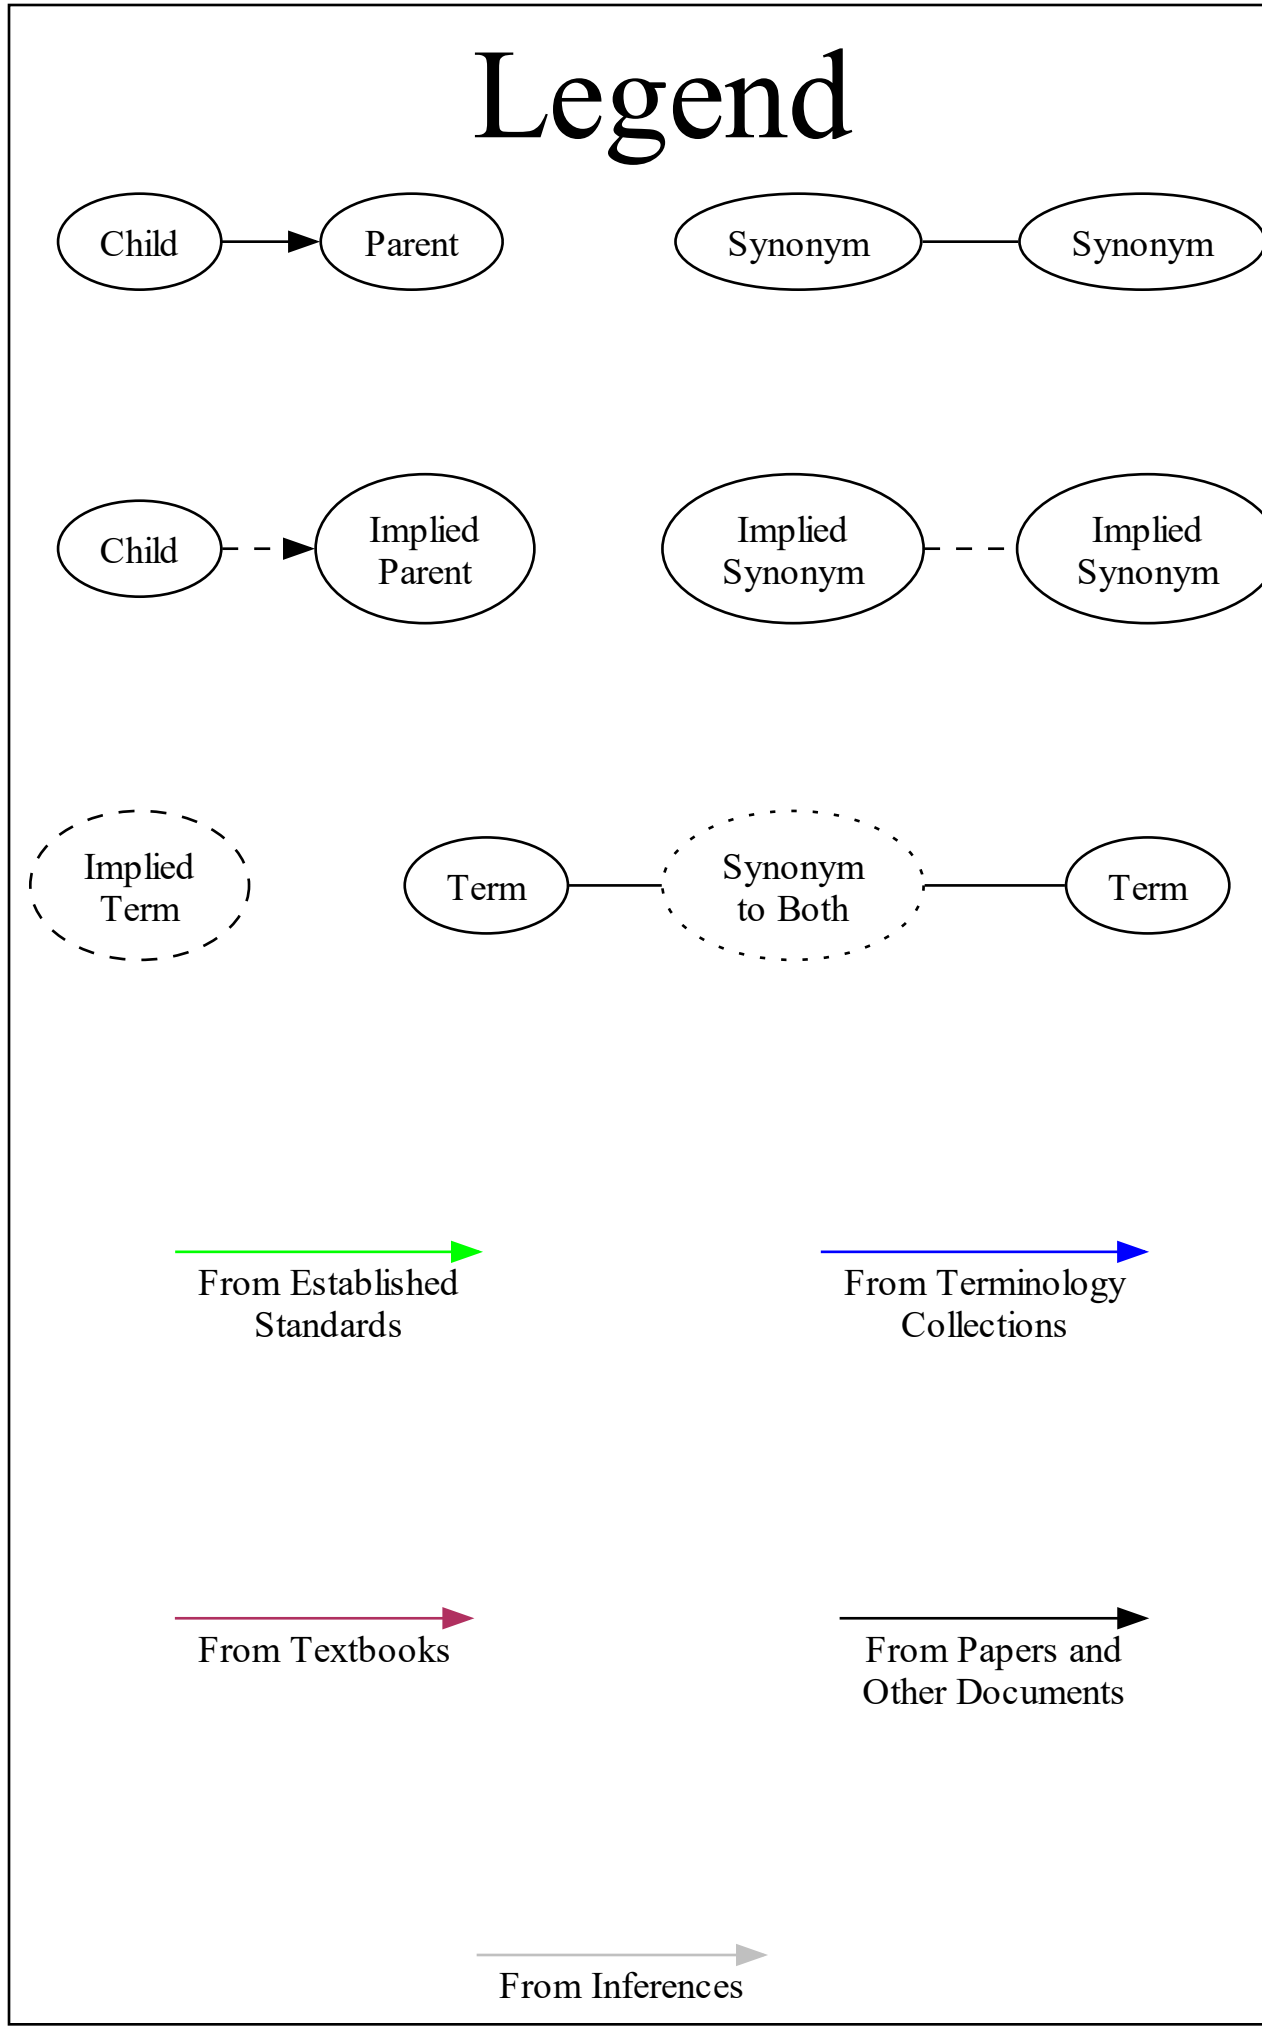 Legend
Child
Parent
Synonym
Synonym
Child
Implied
Parent
Implied
Synonym
Implied
Synonym
Implied
Term
Term
Synonym
to Both
Term
From Established
Standards
From Terminology
Collections
From Textbooks
From Papers and
Other Documents
From Inferences